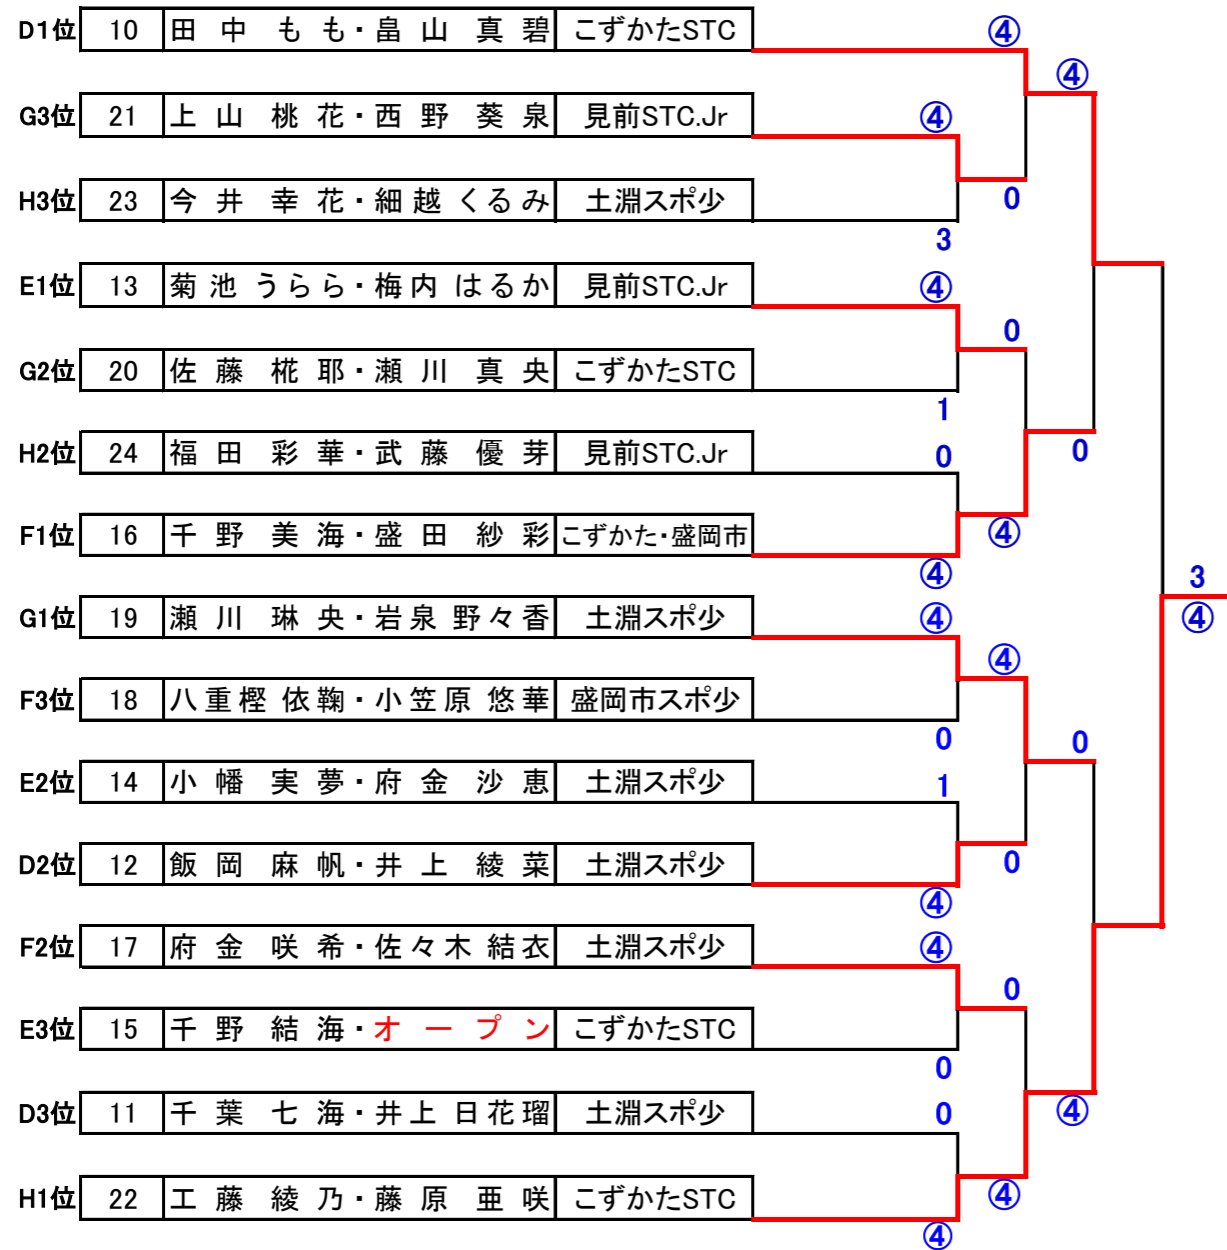 D1位 10 田中 もも・畠山 真碧 こずかたSTC ④
④
G3位 21 上山 桃花・西野 葵泉 見前STC.Jr ④
H3位 23 今井 幸花・細越 くるみ 土淵スポ少 0
3
E1位 13 菊池 うらら・梅内 はるか 見前STC.Jr ④
0
G2位 20 佐藤 椛耶・瀬川 真央 こずかたSTC
1
H2位 24 福田 彩華・武藤 優芽 見前STC.Jr 0 0
F1位 16 千野 美海・盛田 紗彩 こずかた・盛岡市 ④
④
3
G1位 19 瀬川 琳央・岩泉 野々香 土淵スポ少 ④ ④
④
F3位 18 八重樫 依鞠・小笠原 悠華 盛岡市スポ少
0 0
E2位 14 小幡 実夢・府金 沙恵 土淵スポ少 1
D2位 12 飯岡 麻帆・井上 綾菜 土淵スポ少 0
④
F2位 17 府金 咲希・佐々木 結衣 土淵スポ少 ④
0
E3位 15 千野 結海・オープン こずかたSTC
0
D3位 11 千葉 七海・井上 日花瑠 土淵スポ少 0 ④
H1位 22 工藤 綾乃・藤原 亜咲 こずかたSTC ④
④